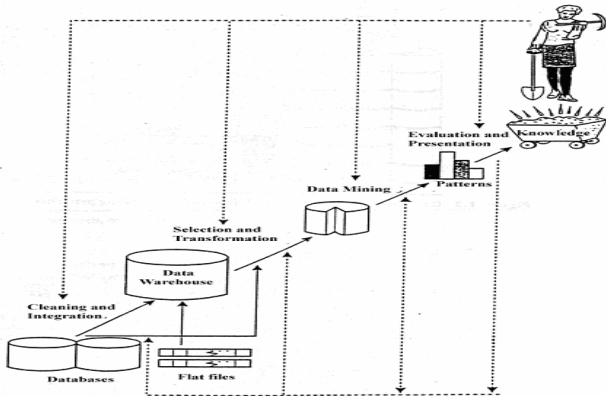 Evaluation and
Presentation
Knowledge
Patterns
Data Mining
Selection and
Transformation
Data
Warehouse
Cleaning and
Integration
Databases
Flat files